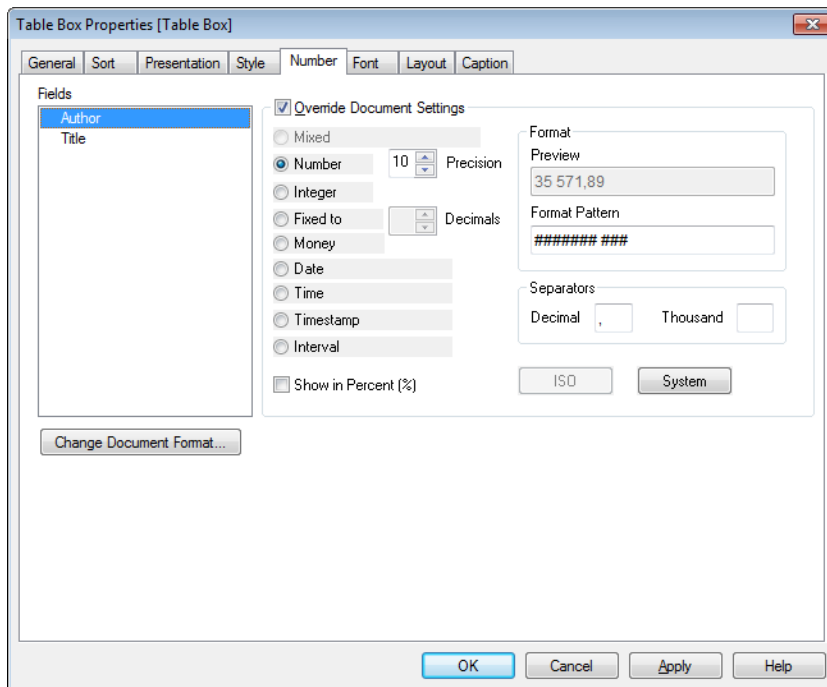 Table Box Properties [Table Box]
General Sort Presentation Style Number Font Layout Caption
Fields
Author
Title
Override Document Settings
Mixed
Number 10 Precision
Integer
Fixed to Decimals
Money
Date
Time
Timestamp
Interval
Show in Percent (%)
Format
Preview
35 571,89
Format Pattern
####### ###
Separators
Decimal , Thousand
ISO System
Change Document Format...
OK Cancel Apply Help